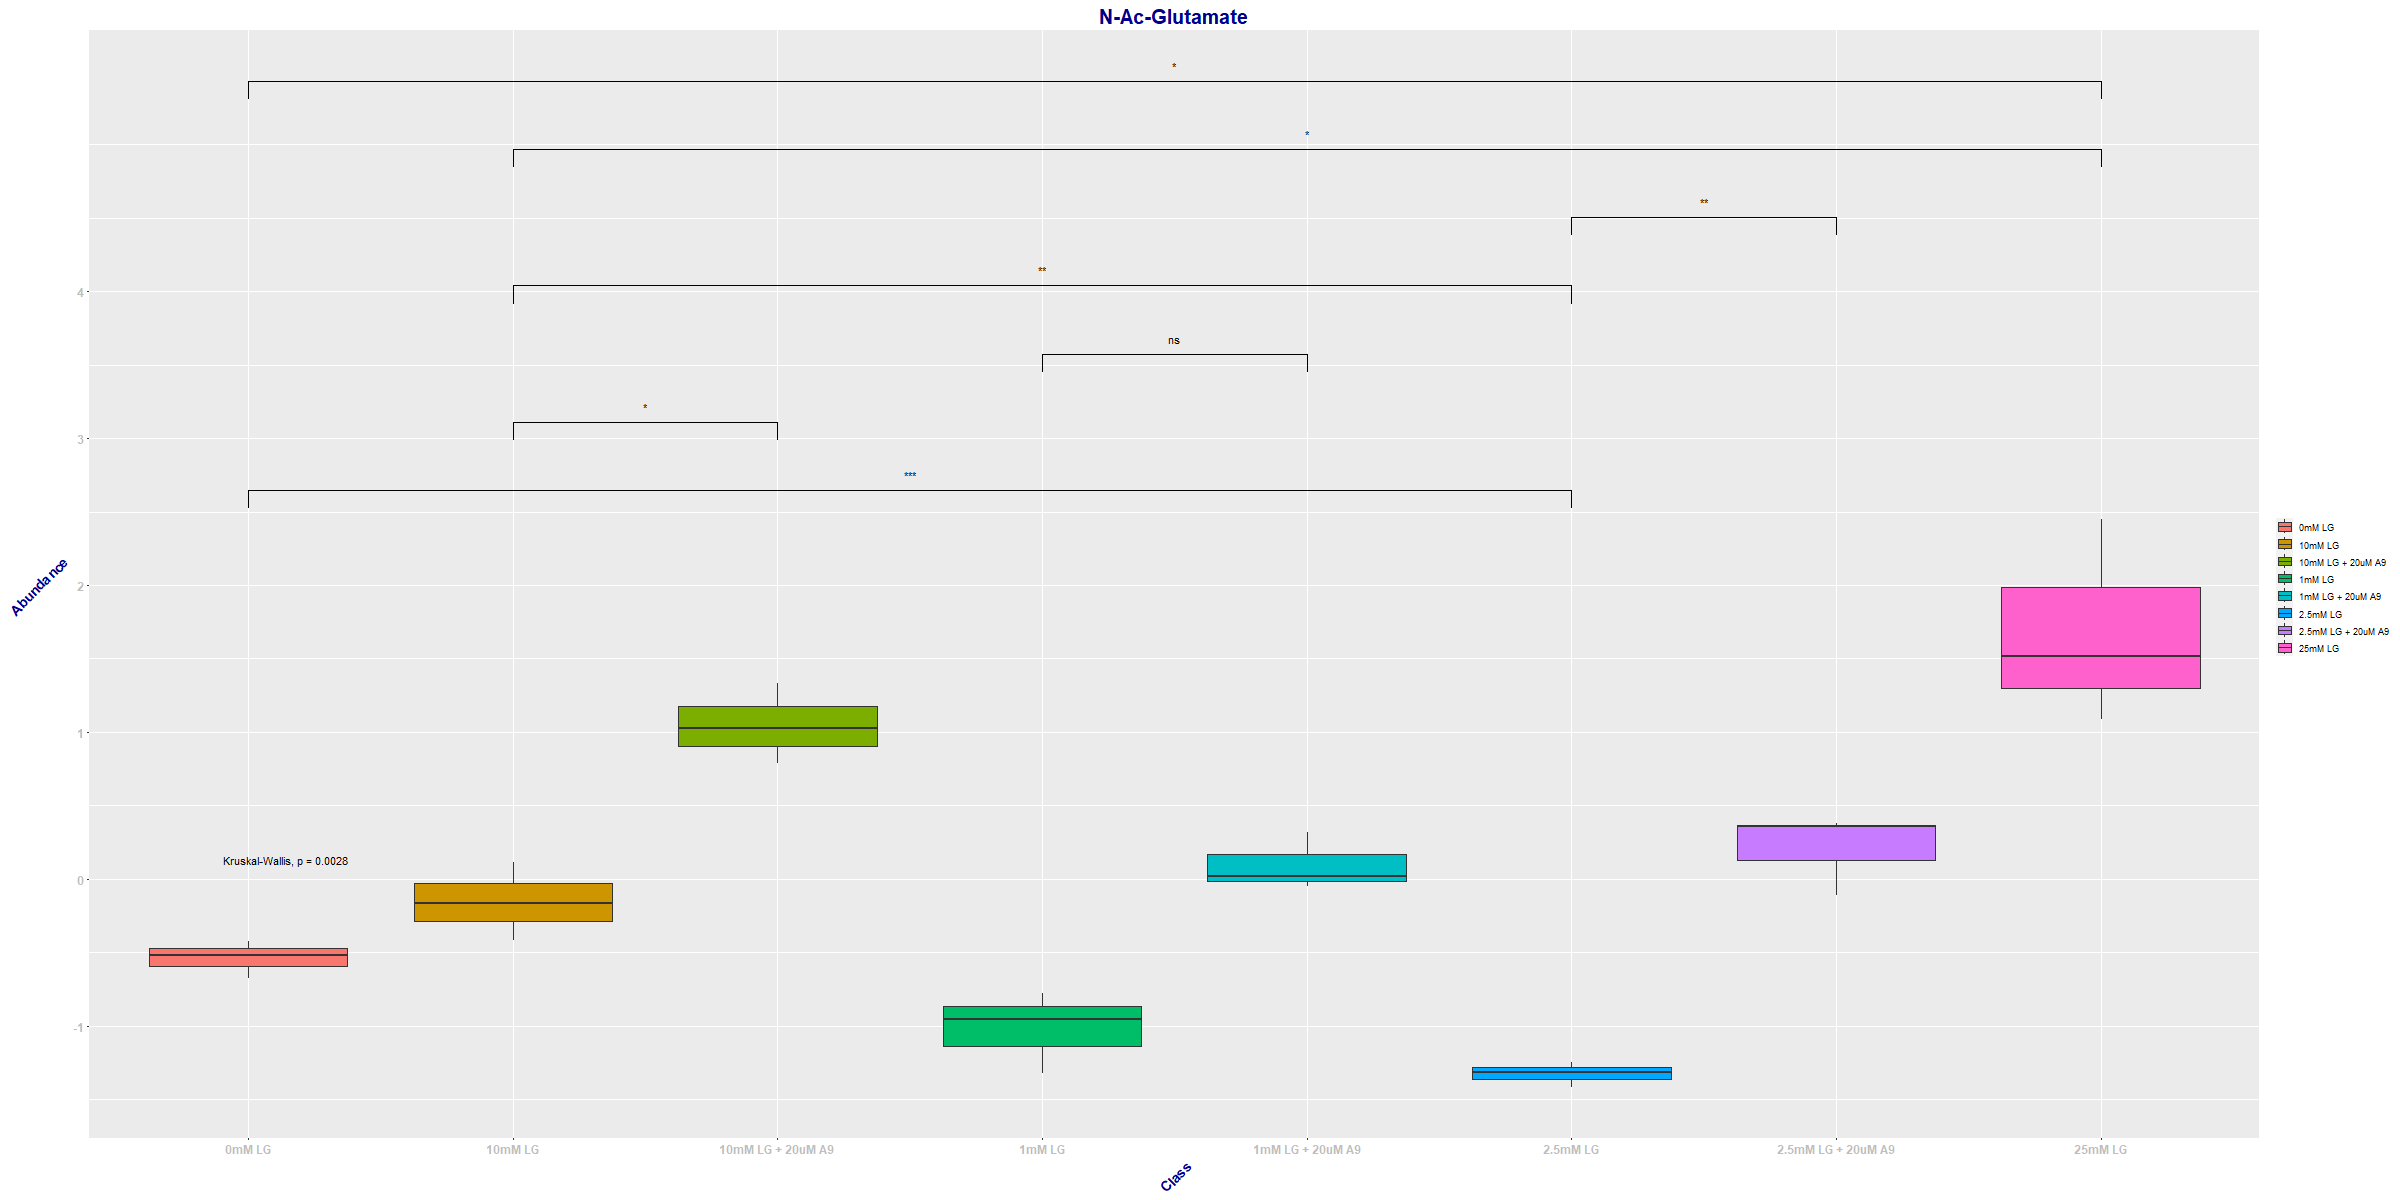 N-Ac-Glutamate
*
*
**
**
ns
*
***
4
3
2
1
0
-1
Abundance
Kruskal-Wallis, p = 0.0028
0mM LG
10mM LG
10mM LG + 20uM A9
1mM LG
1mM LG + 20uM A9
2.5mM LG
2.5mM LG + 20uM A9
25mM LG
Class
0mM LG
10mM LG
10mM LG + 20uM A9
1mM LG
1mM LG + 20uM A9
2.5mM LG
2.5mM LG + 20uM A9
25mM LG